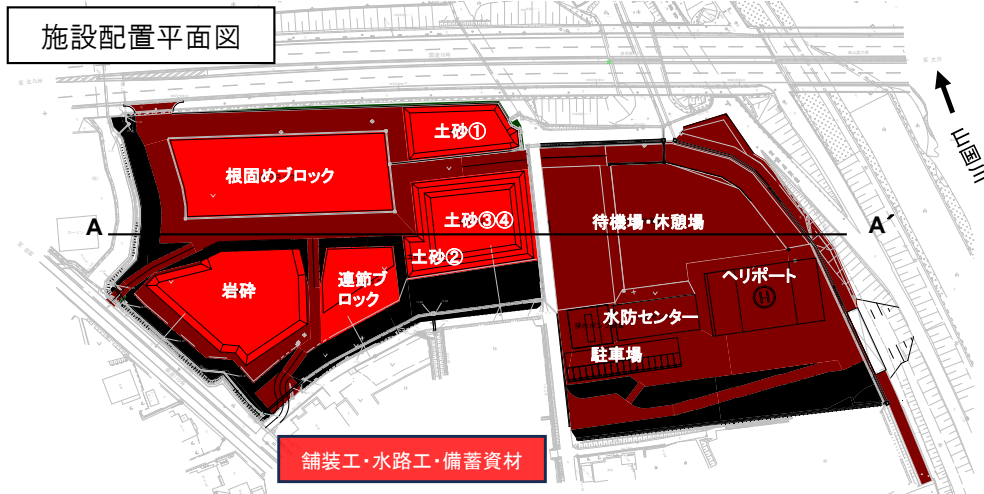 施設配置平面図
土砂①
根固めブロック
山国川
土砂③④
待機場・休憩場
A
A´
土砂②
ヘリポート
岩砕
連節ブ
ロック
H
水防センター
駐車場
舗装工・水路工・備蓄資材